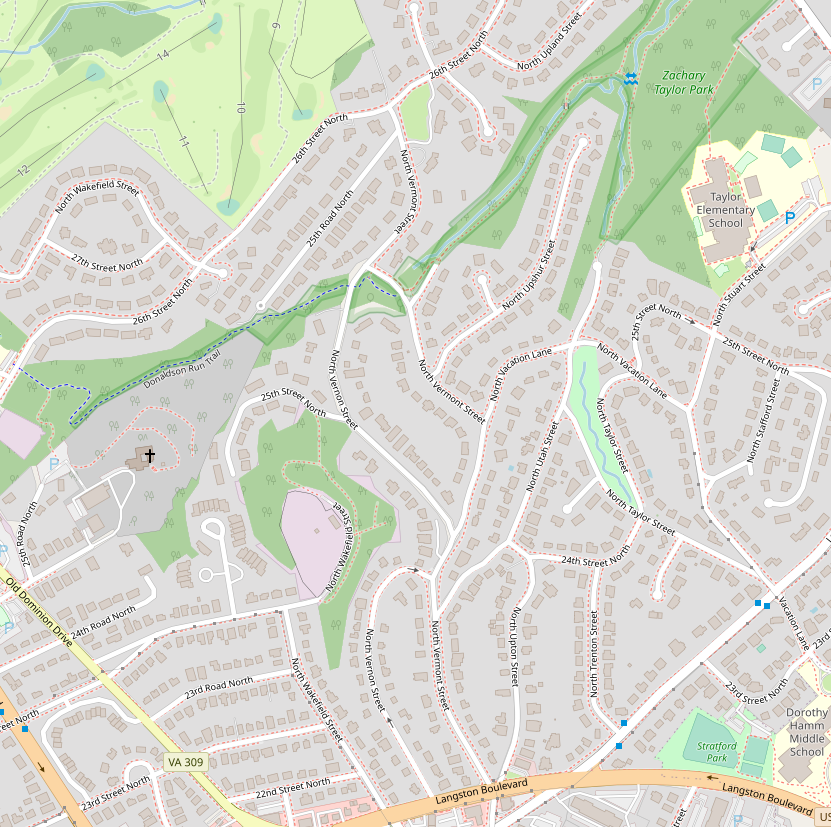 26th Street North
North Upland Street
Zachary
Taylor Park
14
10
9
11
12
26th Street North
North Vermont Street
North Wakefield Street
25th Road North
Taylor
Elementary
School
P
P
27th Street North
26th Street North
North Upshur Street
North Stuart Street
Donaldson Run Trail
25th Street North
25th Street North
North Vernon Street
North Vermont Street
North Vacation Lane
North Vacation Lane
25th Street North
North Stafford Street
North Taylor Street
North Utah Street
P
25th Road North
North Wakefield Street
North Taylor Street
24th Street North
P
P
Old Dominion Drive
24th Road North
North Vernon Street
North Vermont Street
North Upton Street
North Trenton Street
Vacation Lane
23rd
23rd Street North
23rd Road North
North Wakefield Street
reet North
Dorothy
Hamm
Middle
School
Stratford
Park
VA 309
23rd Street North
22nd Street North
Langston Boulevard
Langston Boulevard
Street
P
US